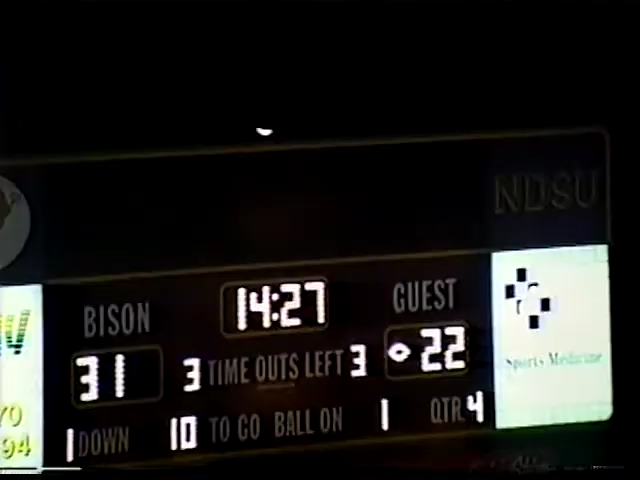 NDSU
BISON 14:27 GUEST
31 3 TIME OUTS LEFT 3 22
Sports Medicine
1 DOWN 10 TO GO BALL ON 1 QTR 4
94